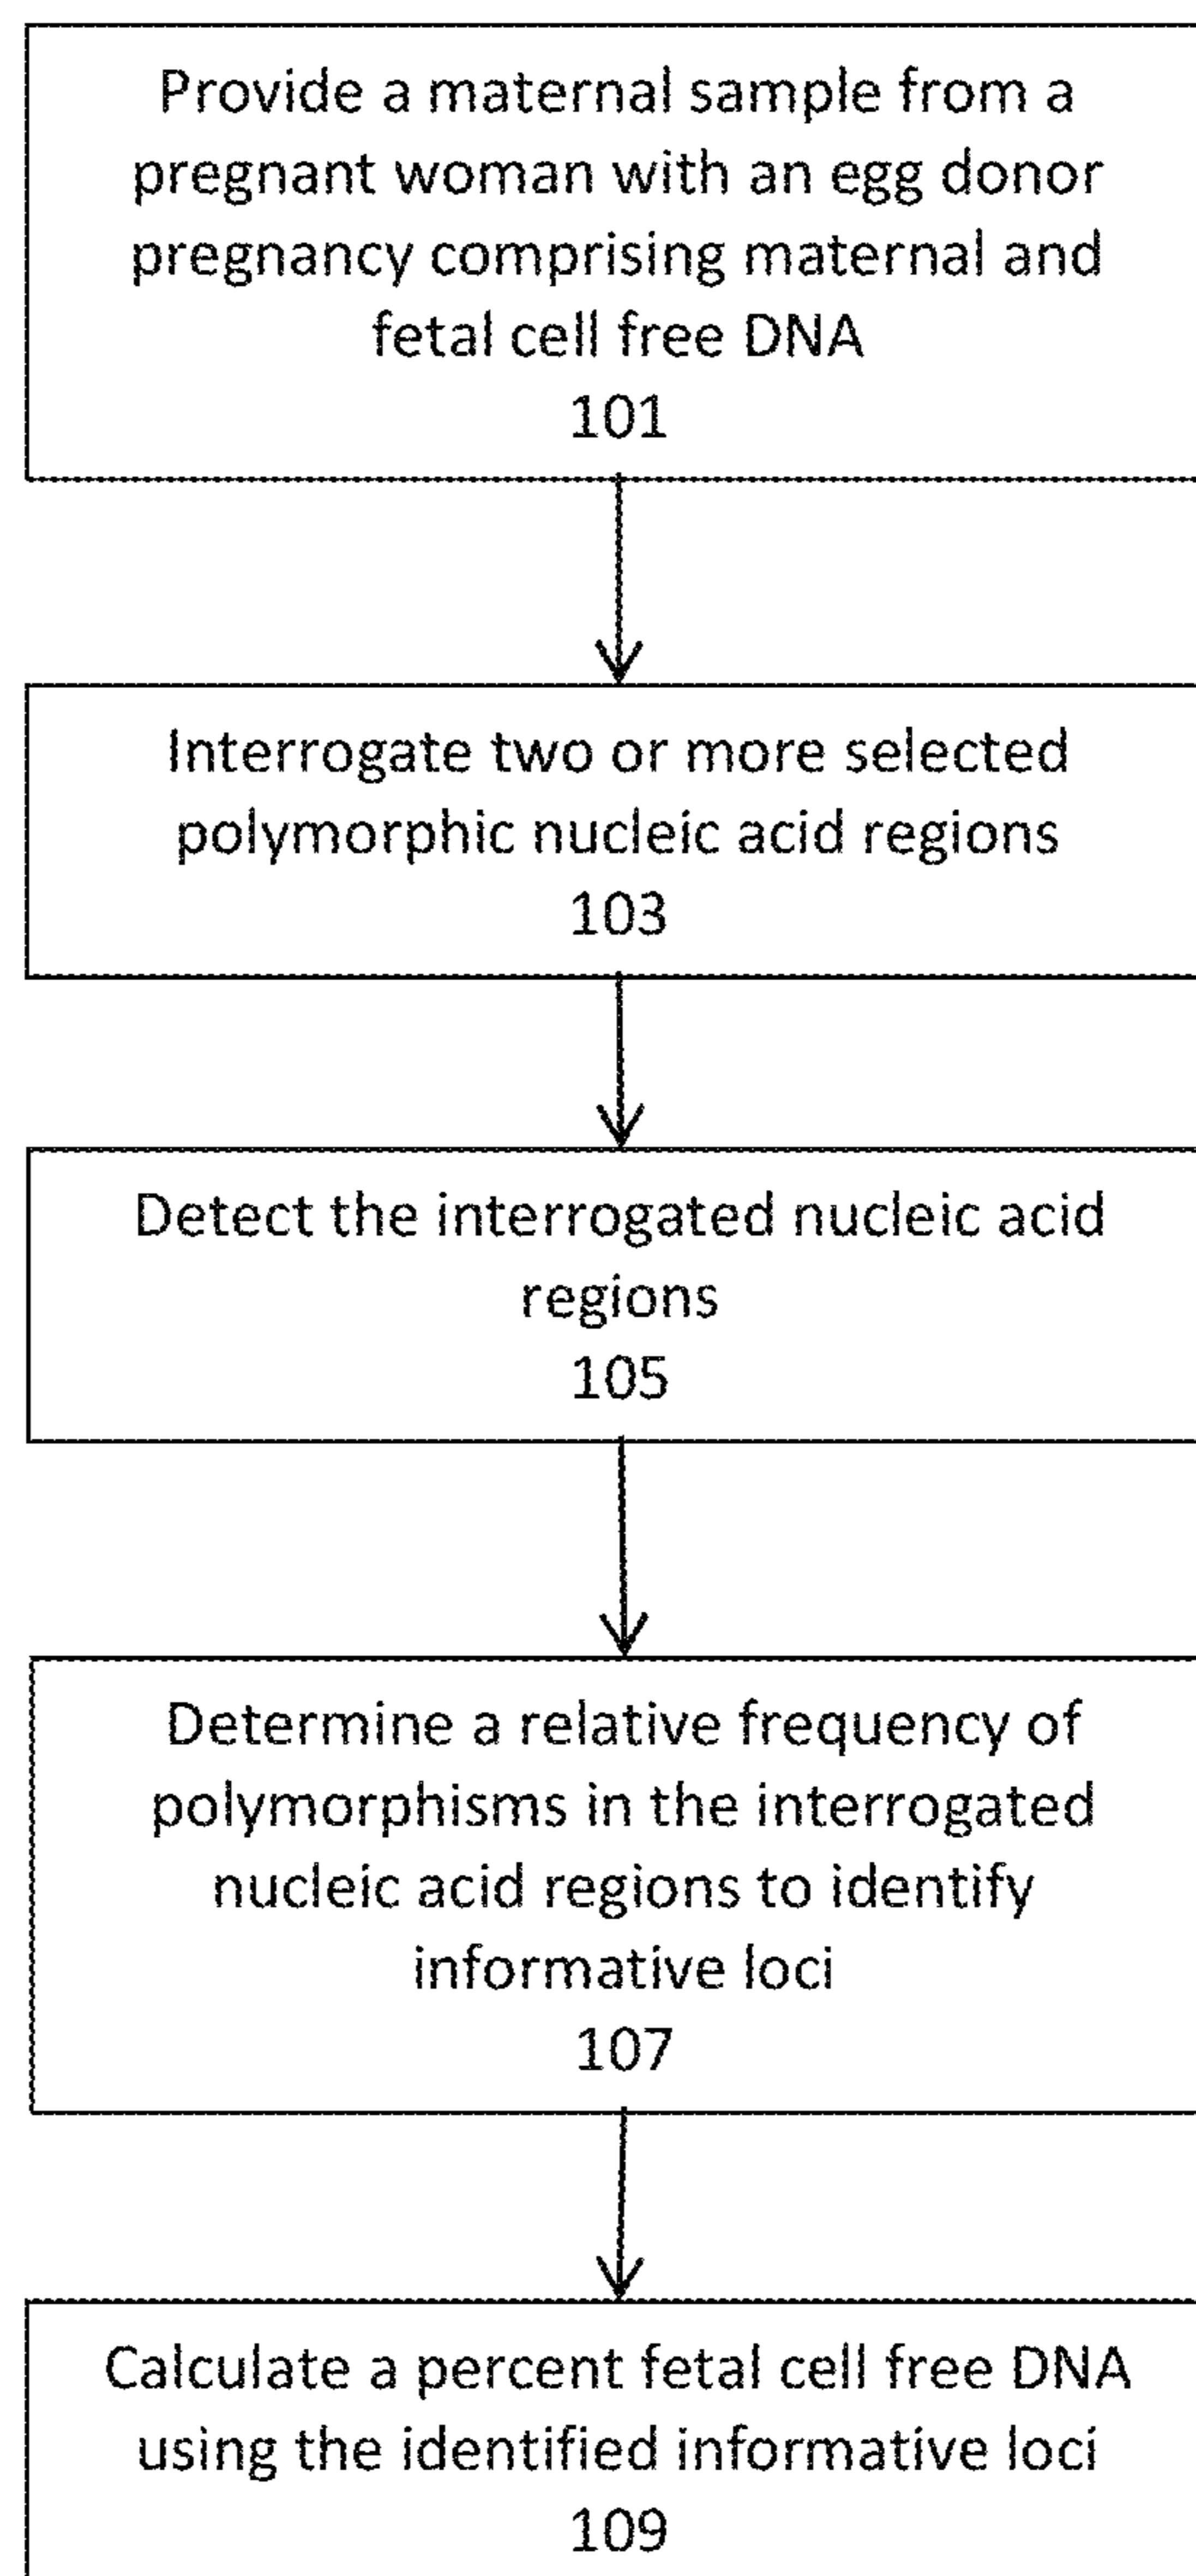 Provide a maternal sample from a
pregnant woman with an egg donor
pregnancy comprising maternal and
fetal cell free DNA
101
Interrogate two or more selected
polymorphic nucleic acid regions
103
Detect the interrogated nucleic acid
regions
105
Determine a relative frequency of
polymorphisms in the interrogated
nucleic acid regions to identify
informative loci
107
Calculate a percent fetal cell free DNA
using the identified informative loci
109